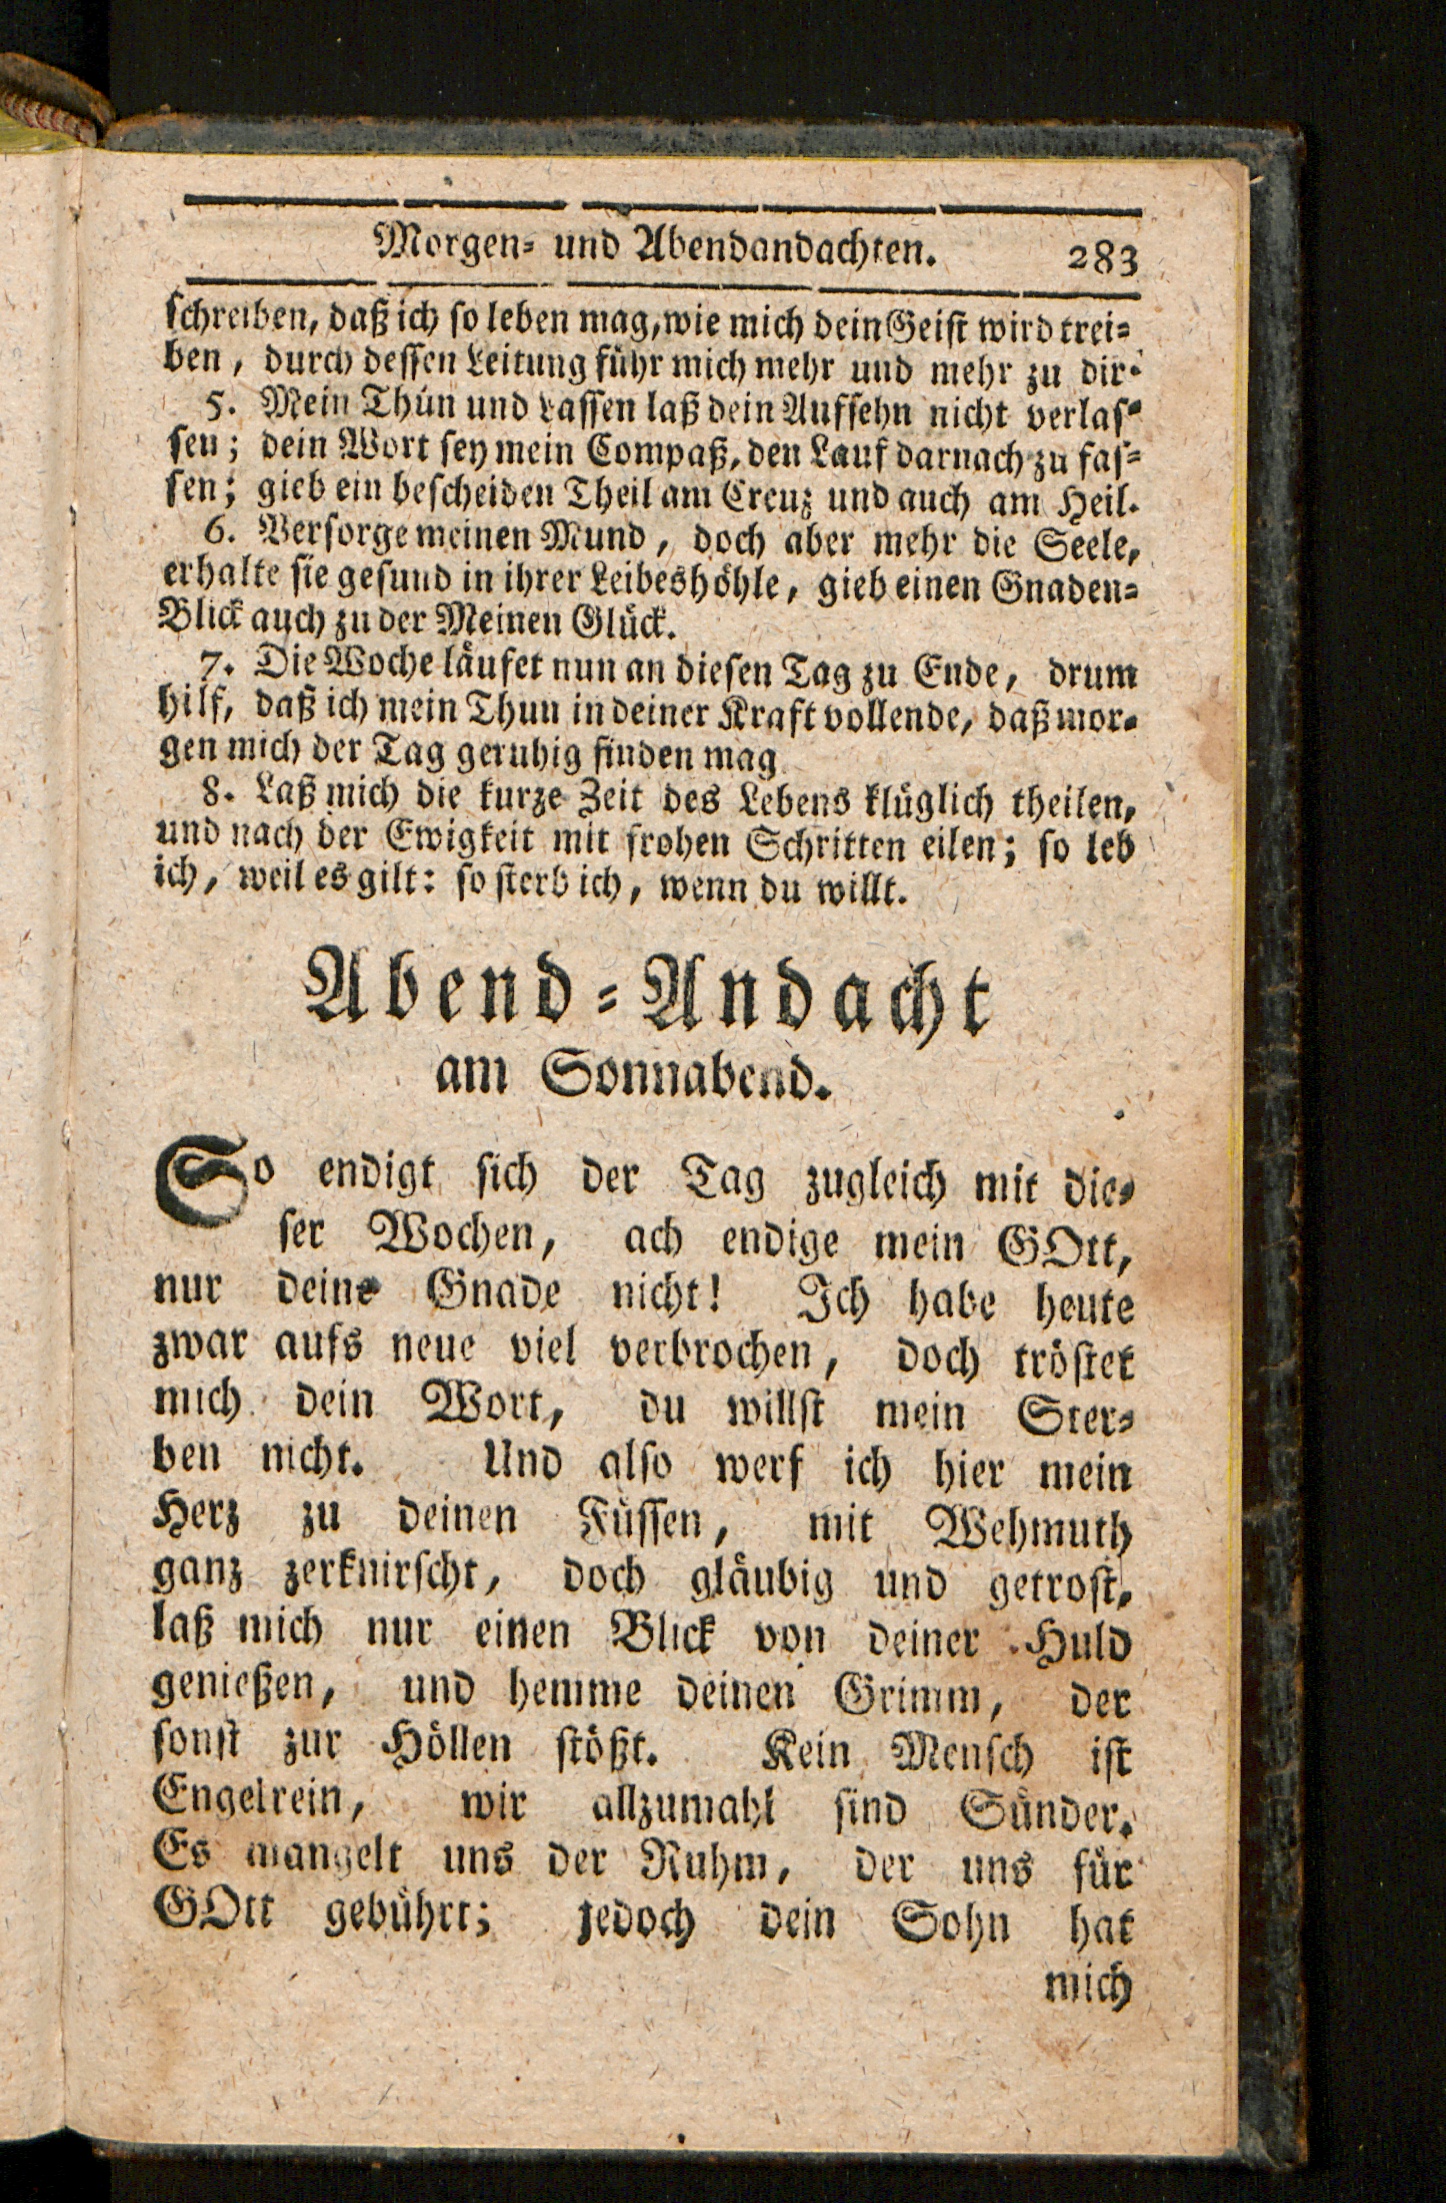 Morgen- und Abendandachten. 283
schreiben, daß ich so leben mag, wie mich dein Geist wird trei-
ben, durch dessen Leitung führ mich mehr und mehr zu dir.
5. Mein Thun und Lassen laß dein Aufsehn nicht verlas-
sen; dein Wort sey mein Compaß, den Lauf darnach zu fas-
sen; gieb ein bescheiden Theil am Creuz und auch am Heil.
6. Versorge meinen Mund, doch aber mehr die Seele,
erhalte sie gesund in ihrer Leibeshöhle, gieb einen Gnaden-
Blick auch zu der Meinen Glück.
7. Die Woche läufet nun an diesen Tag zu Ende, drum
hilf, daß ich mein Thun in deiner Kraft vollende, daß mor-
gen mich der Tag geruhig finden mag
8. Laß mich die kurze Zeit des Lebens klüglich theilen,
und nach der Ewigkeit mit frohen Schritten eilen; so leb
ich, weil es gilt: so sterb ich, wenn du willt.
Abend-Andacht
am Sonnabend.
So endigt sich der Tag zugleich mit die-
ser Wochen, ach endige mein GOtt,
nur deine Gnade nicht! Ich habe heute
zwar aufs neue viel verbrochen, doch tröstet
mich dein Wort, du willst mein Ster-
ben nicht. Und also werf ich hier mein
Herz zu deinen Füssen, mit Wehmuth
ganz zerknirscht, doch gläubig und getrost,
laß mich nur einen Blick von deiner Huld
genießen, und hemme deinen Grimm, der
sonst zur Höllen stößt. Kein Mensch ist
Engelrein, wir allzumahl sind Sünder.
Es mangelt uns der Ruhm, der uns für
GOtt gebührt; jedoch dein Sohn hat
mich